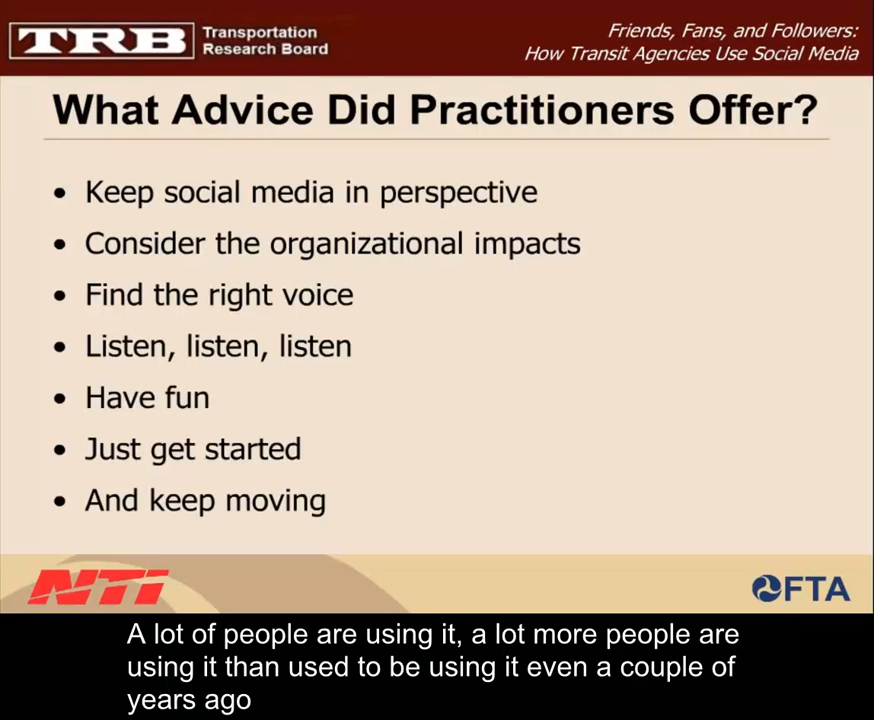 TRB
Transportation
Research Board
Friends, Fans, and Followers:
How Transit Agencies Use Social Media
What Advice Did Practitioners Offer?
• Keep social media in perspective
• Consider the organizational impacts
• Find the right voice
• Listen, listen, listen
• Have fun
• Just get started
• And keep moving
NTI
FTA
A lot of people are using it, a lot more people are
using it than used to be using it even a couple of
years ago